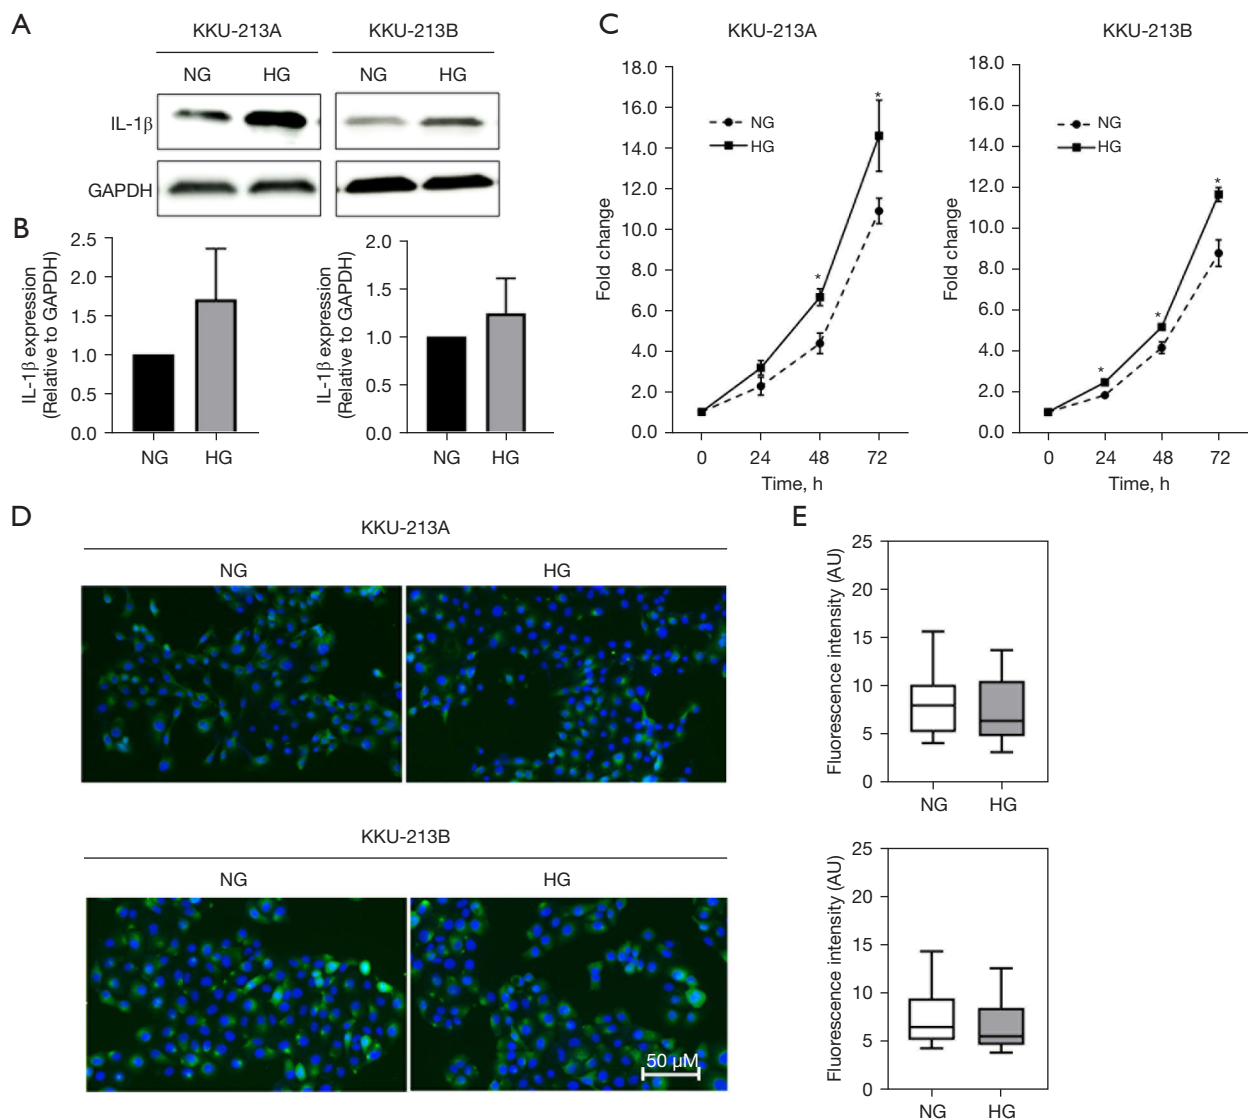 A
KKU-213A
KKU-213B
NG
HG
NG
HG
IL-1β
GAPDH
B
IL-1β expression
(Relative to GAPDH)
2.5
2.0
1.5
1.0
0.5
0.0
NG
HG
IL-1β expression
(Relative to GAPDH)
2.0
1.5
1.0
0.5
0.0
NG
HG
C
KKU-213A
Fold change
18.0
16.0
14.0
12.0
10.0
8.0
6.0
4.0
2.0
0.0
NG
HG
*
*
0
24
48
72
Time, h
KKU-213B
Fold change
18.0
16.0
14.0
12.0
10.0
8.0
6.0
4.0
2.0
0.0
NG
HG
*
*
*
0
24
48
72
Time, h
D
KKU-213A
NG
HG
KKU-213B
NG
HG
50 μM
E
Fluorescence intensity (AU)
25
20
15
10
5
0
NG
HG
Fluorescence intensity (AU)
25
20
15
10
5
0
NG
HG